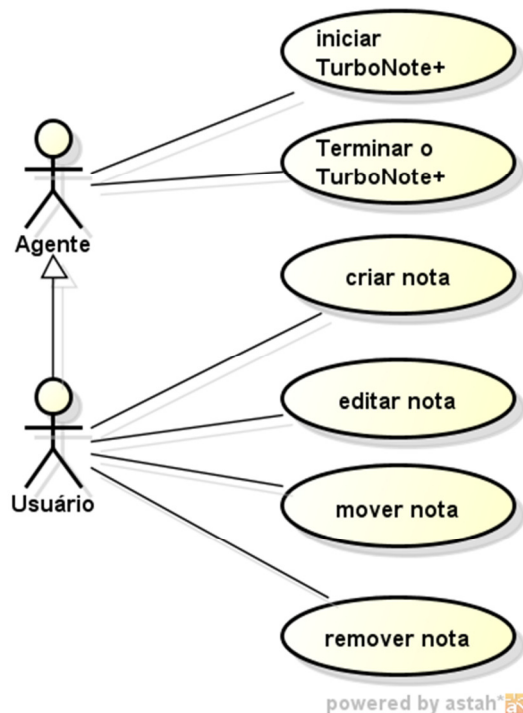 iniciar
TurboNote+
Terminar o
TurboNote+
Agente
criar nota
editar nota
Usuário
mover nota
remover nota
powered by astah*